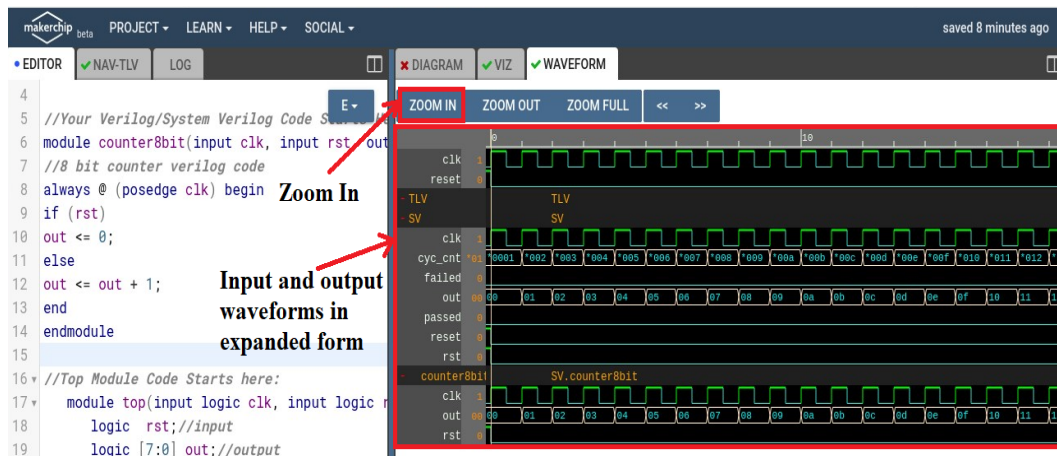 makerchip beta PROJECT LEARN HELP SOCIAL saved 8 minutes ago
EDITOR NAV-TLV LOG
DIAGRAM VIZ WAVEFORM
E
ZOOM IN ZOOM OUT ZOOM FULL << >>
4
5 //Your Verilog/System Verilog Code
6 module counter8bit(input clk, input rst, out
7 //8 bit counter verilog code
8 always @ (posedge clk) begin
9 if (rst)
10 out <= 0;
11 else
12 out <= out + 1;
13 end
14 endmodule
15
16 //Top Module Code Starts here:
17 module top(input logic clk, input logic r
18 logic rst;//input
19 logic [7:0] out;//output
Zoom In
Input and output
waveforms in
expanded form
0 10
clk 1
reset 0
TLV TLV
SV SV
clk 1
cyc_cnt *01 *0001 *002 *003 *004 *005 *006 *007 *008 *009 *00a *00b *00c *00d *00e *00f *010 *011 *012
failed 0
out 00 00 01 02 03 04 05 06 07 08 09 0a 0b 0c 0d 0e 0f 10 11
passed 0
reset 0
rst 0
counter8bit SV.counter8bit
clk 1
out 00 00 01 02 03 04 05 06 07 08 09 0a 0b 0c 0d 0e 0f 10 11
rst 0